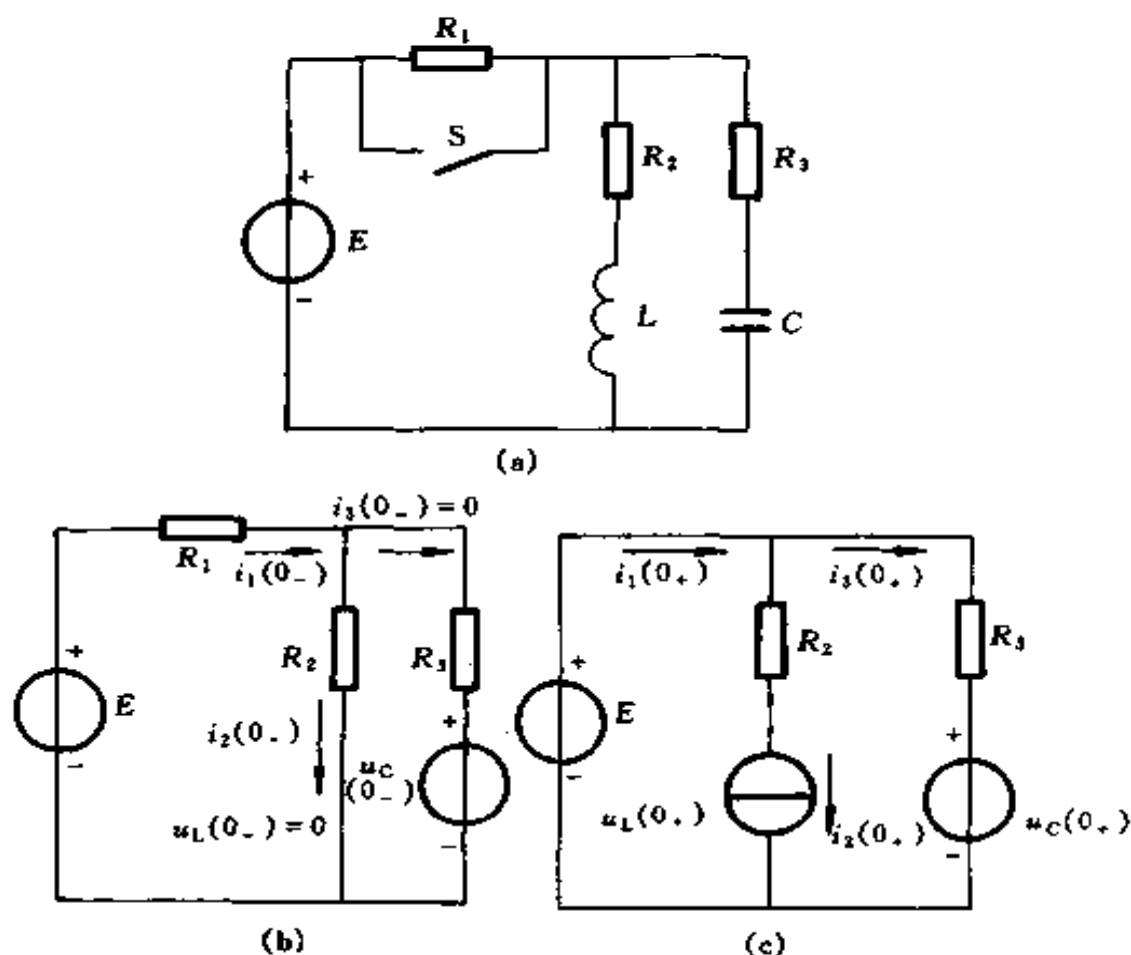 R₁
S
R₂
R₃
+
E
−
L
C
(a)
i₃(0₋)=0
R₁
i₁(0₋)
R₂
R₃
+
E
−
i₂(0₋)
+
u_C
(0₋)
−
u_L(0₋)=0
(b)
i₁(0₊)
i₃(0₊)
R₂
R₃
+
E
−
+
u_L(0₊)
i₂(0₊)
u_C(0₊)
−
(c)